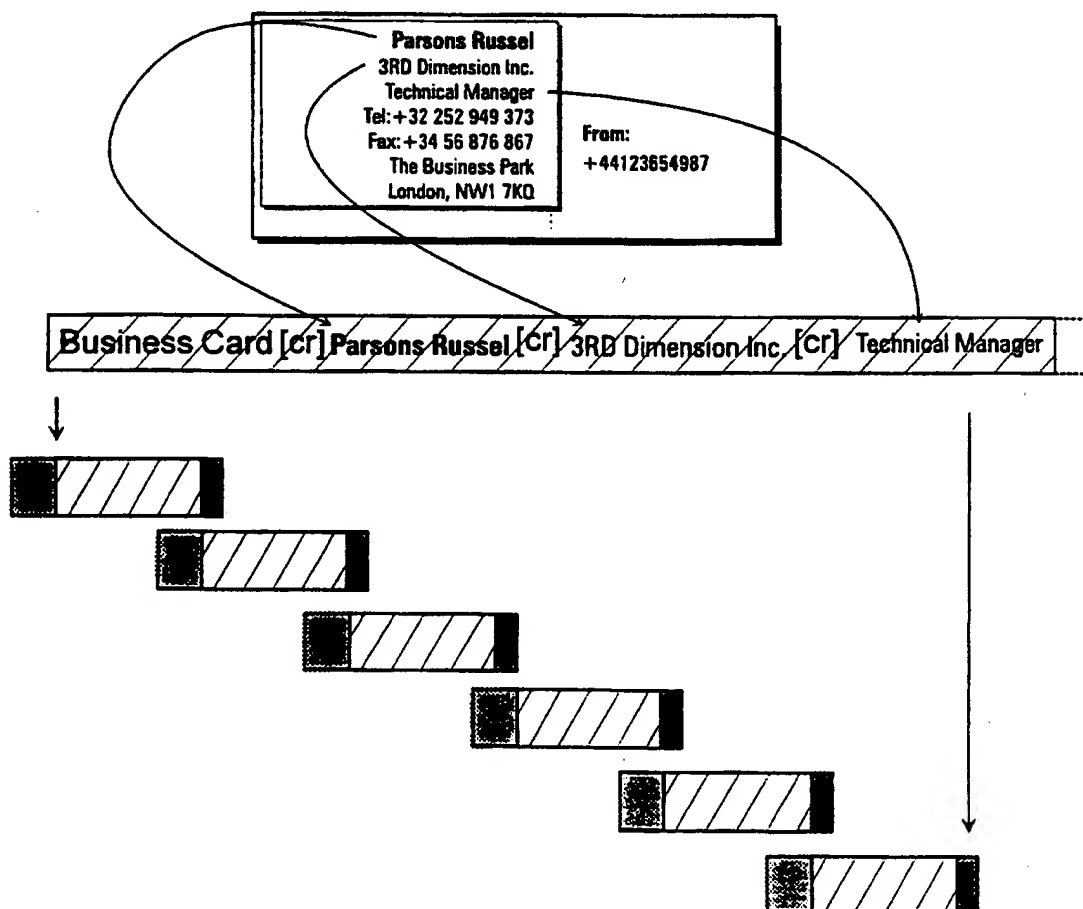 Parsons Russel
3RD Dimension Inc.
Technical Manager
Tel:+32 252 949 373
Fax:+34 56 876 867
The Business Park
London, NW1 7KQ
From:
+44123654987
Business Card [cr] Parsons Russel [cr] 3RD Dimension Inc. [cr] Technical Manager